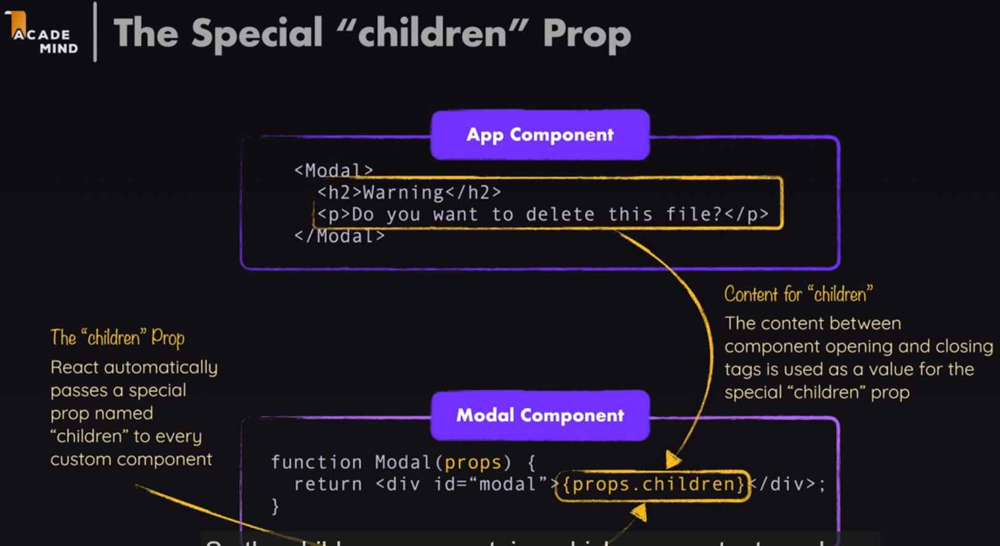 ACADE
MIND
The Special “children” Prop
App Component
<Modal>
<h2>Warning</h2>
<p>Do you want to delete this file?</p>
</Modal>
Content for “children”
The content between
component opening and closing
tags is used as a value for the
special “children” prop
The “children” Prop
React automatically
passes a special
prop named
“children” to every
custom component
Modal Component
function Modal(props) {
return <div id=“modal”>{props.children}</div>;
}